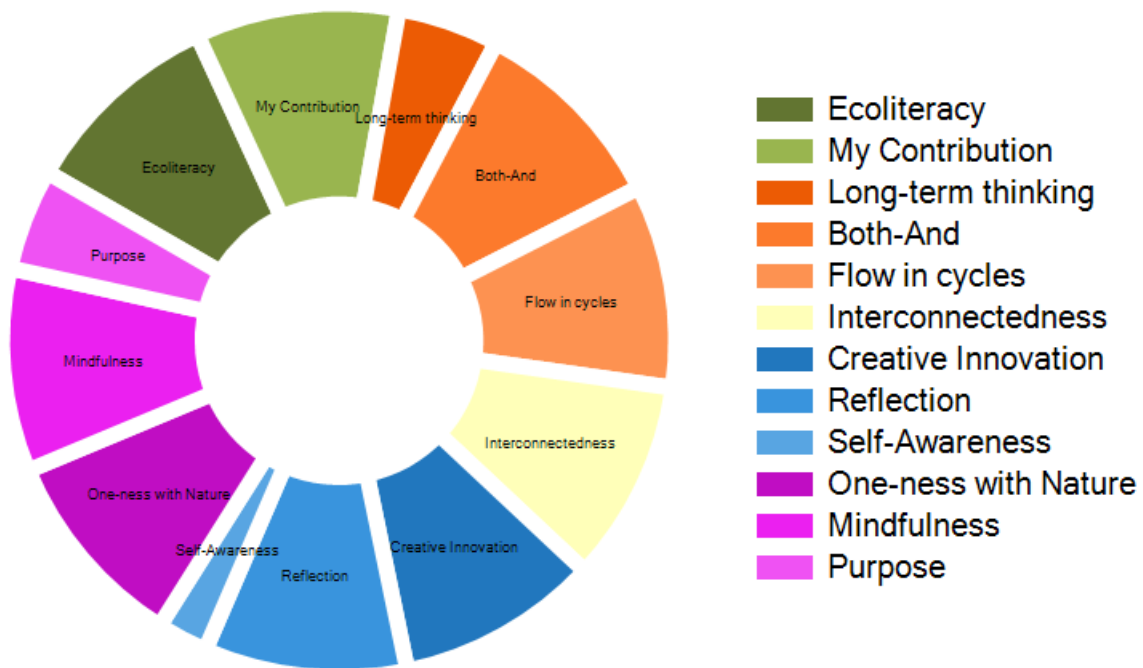 My Contribution
Long-term thinking
Both-And
Ecoliteracy
Purpose
Flow in cycles
Mindfulness
Interconnectedness
One-ness with Nature
Self-Awareness
Creative Innovation
Reflection
Ecoliteracy
My Contribution
Long-term thinking
Both-And
Flow in cycles
Interconnectedness
Creative Innovation
Reflection
Self-Awareness
One-ness with Nature
Mindfulness
Purpose